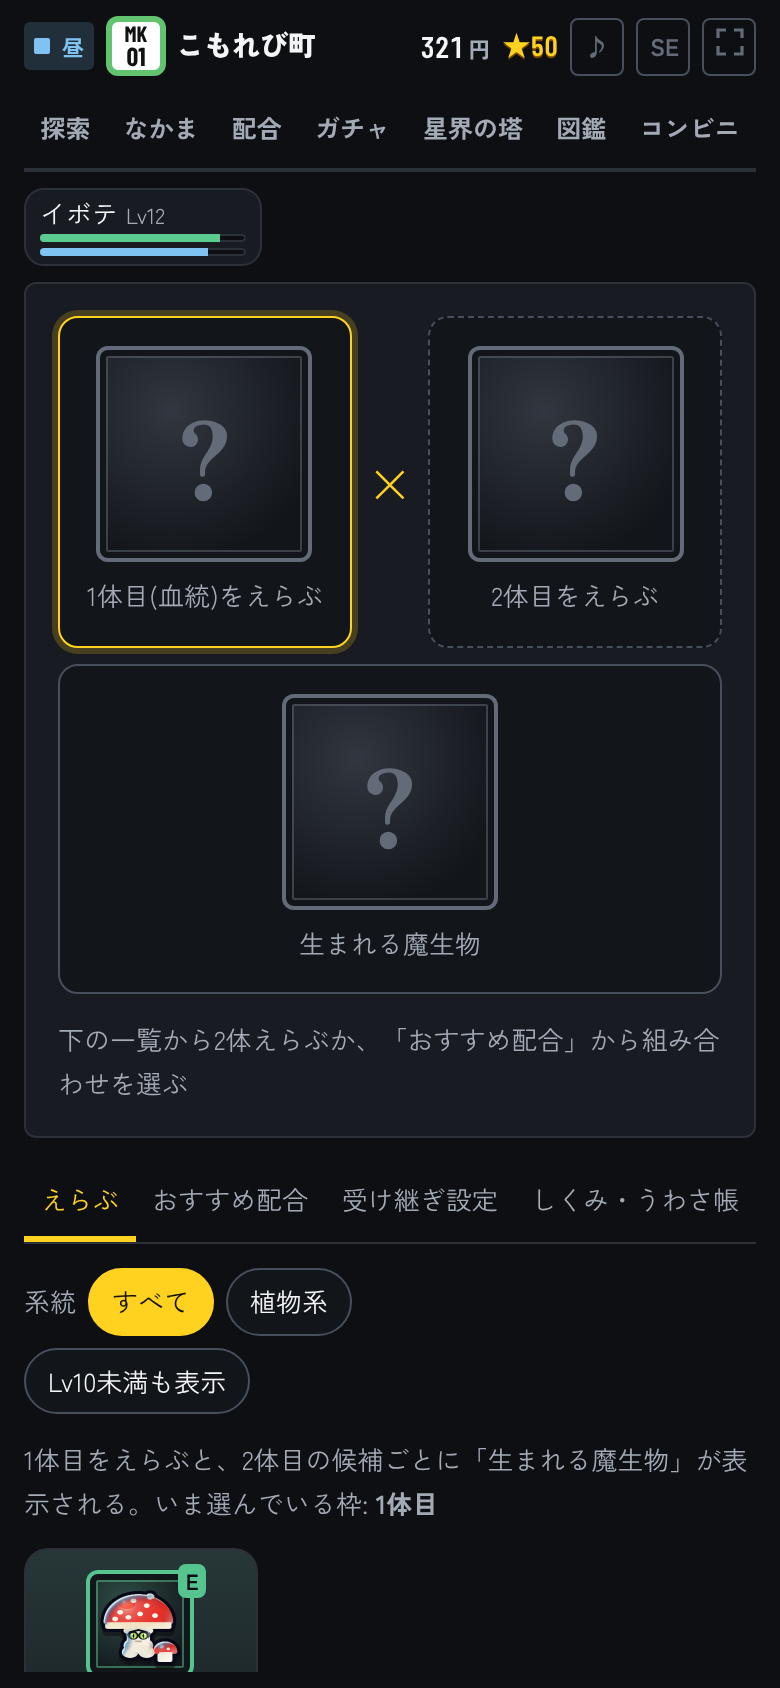 昼
MK
01
こもれび町
321円
★50
♪
SE
探索 なかま 配合 ガチャ 星界の塔 図鑑 コンビニ
イボテ Lv12
?
1体目(血統)をえらぶ
×
?
2体目をえらぶ
?
生まれる魔生物
下の一覧から2体えらぶか、「おすすめ配合」から組み合
わせを選ぶ
えらぶ おすすめ配合 受け継ぎ設定 しくみ・うわさ帳
系統 すべて 植物系
Lv10未満も表示
1体目をえらぶと、2体目の候補ごとに「生まれる魔生物」が表
示される。いま選んでいる枠: 1体目
E